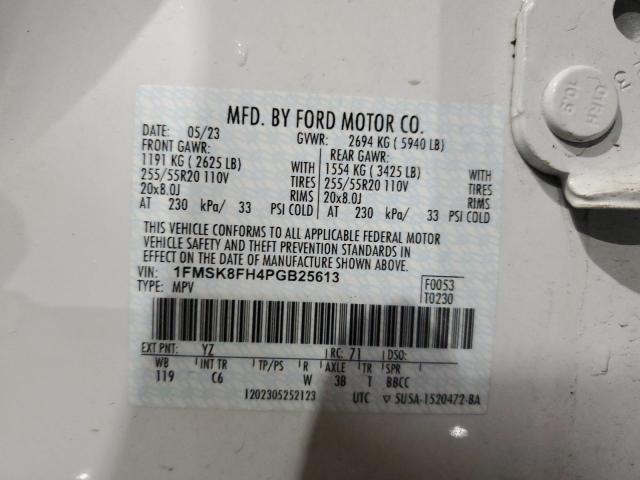 MFD. BY FORD MOTOR CO.
DATE: 05/23 GVWR: 2694 KG ( 5940 LB)
FRONT GAWR: REAR GAWR:
1191 KG ( 2625 LB) WITH 1554 KG ( 3425 LB) WITH
255/55R20 110V TIRES 255/55R20 110V TIRES
20x8.0J RIMS 20x8.0J RIMS
AT 230 kPa/ 33 PSI COLD AT 230 kPa/ 33 PSI COLD
THIS VEHICLE CONFORMS TO ALL APPLICABLE FEDERAL MOTOR
VEHICLE SAFETY AND THEFT PREVENTION STANDARDS IN
EFFECT ON THE DATE OF MANUFACTURE SHOWN ABOVE.
VIN: 1FMSK8FH4PGB25613 F0053
TYPE: MPV T0230
EXT PNT: YZ RC: 71 DSO:
WB INT TR TP/PS R AXLE TR SPR
119 C6 W 3B T BBCC
1202305252123 UTC ▽ 5U5A-1520472-BA